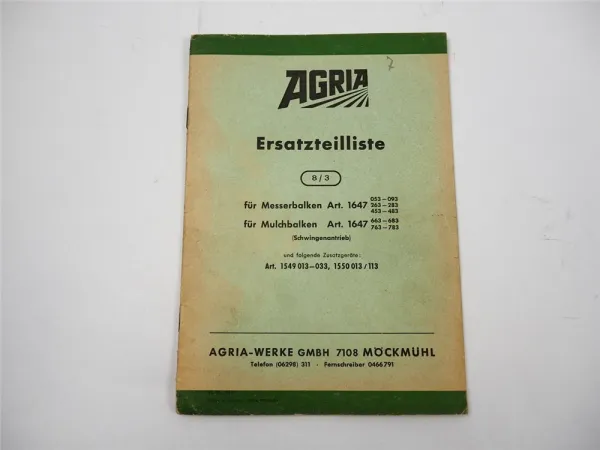 7
AGRIA
Ersatzteilliste
8/3
für Messerbalken Art. 1647 053–093
363–283
453–483
für Mulchbalken Art. 1647 663–683
763–783
(Schwingenantrieb)
und folgende Zusatzgeräte:
Art. 1549 013–033, 1550 013/113
AGRIA-WERKE GMBH 7108 MÖCKMÜHL
Telefon (06298) 311 · Fernschreiber 0466791